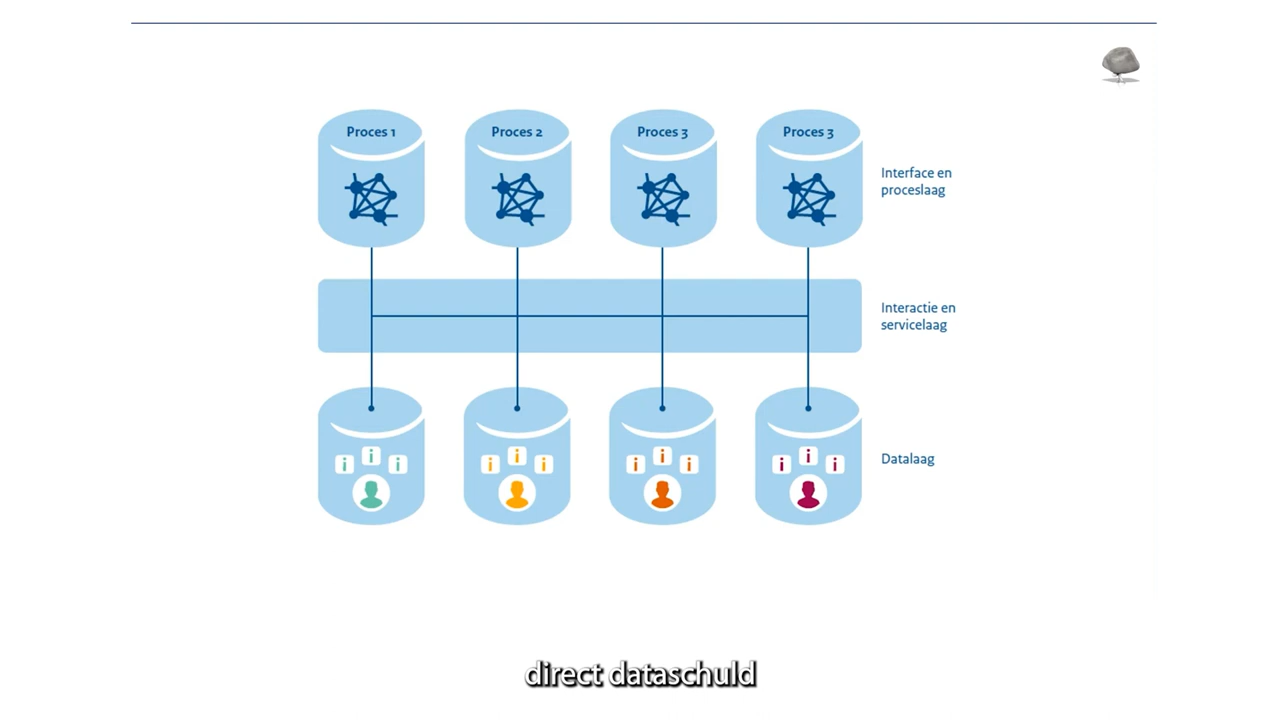 Proces 1
Proces 2
Proces 3
Proces 3
Interface en
proceslaag
Interactie en
servicelaag
i i i
i i i
i i i
i i i
Datalaag
direct dataschuld